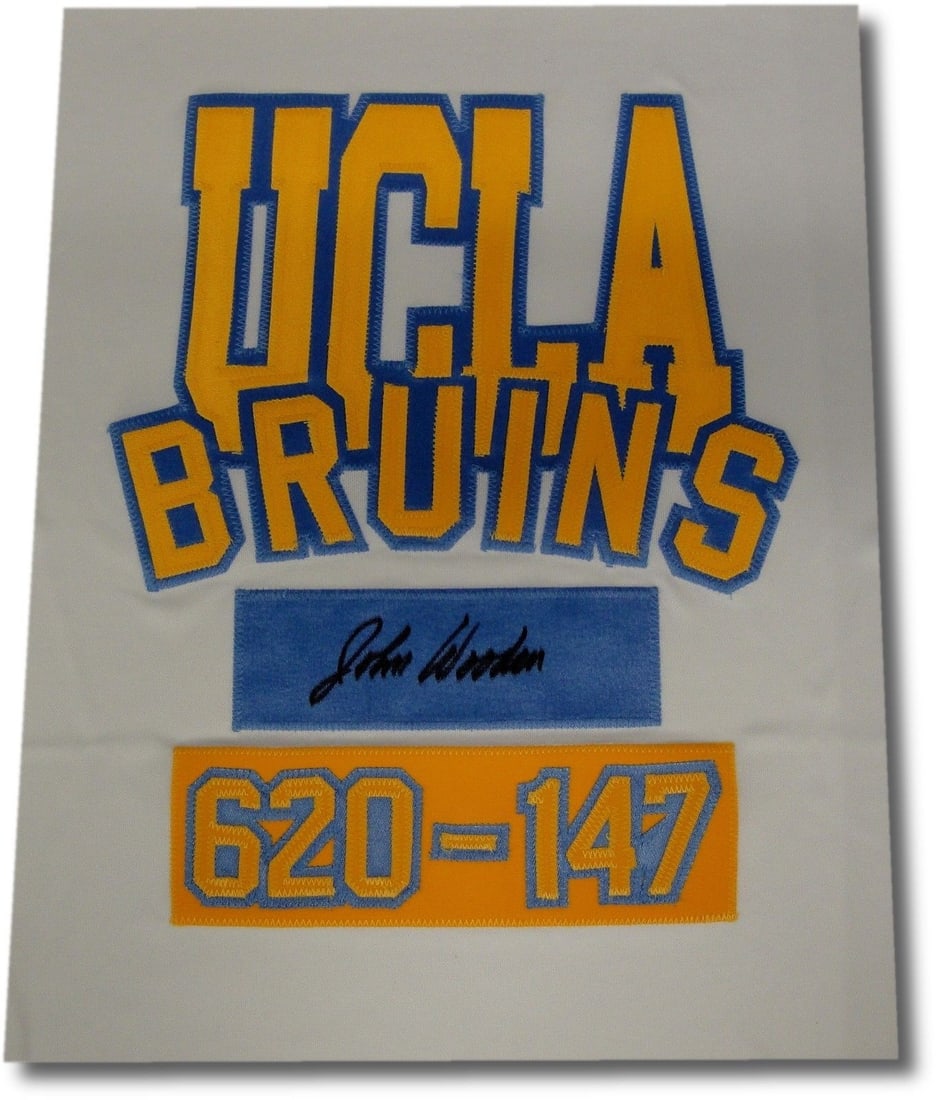 UCLA
BRUINS
John Wooden
620-147